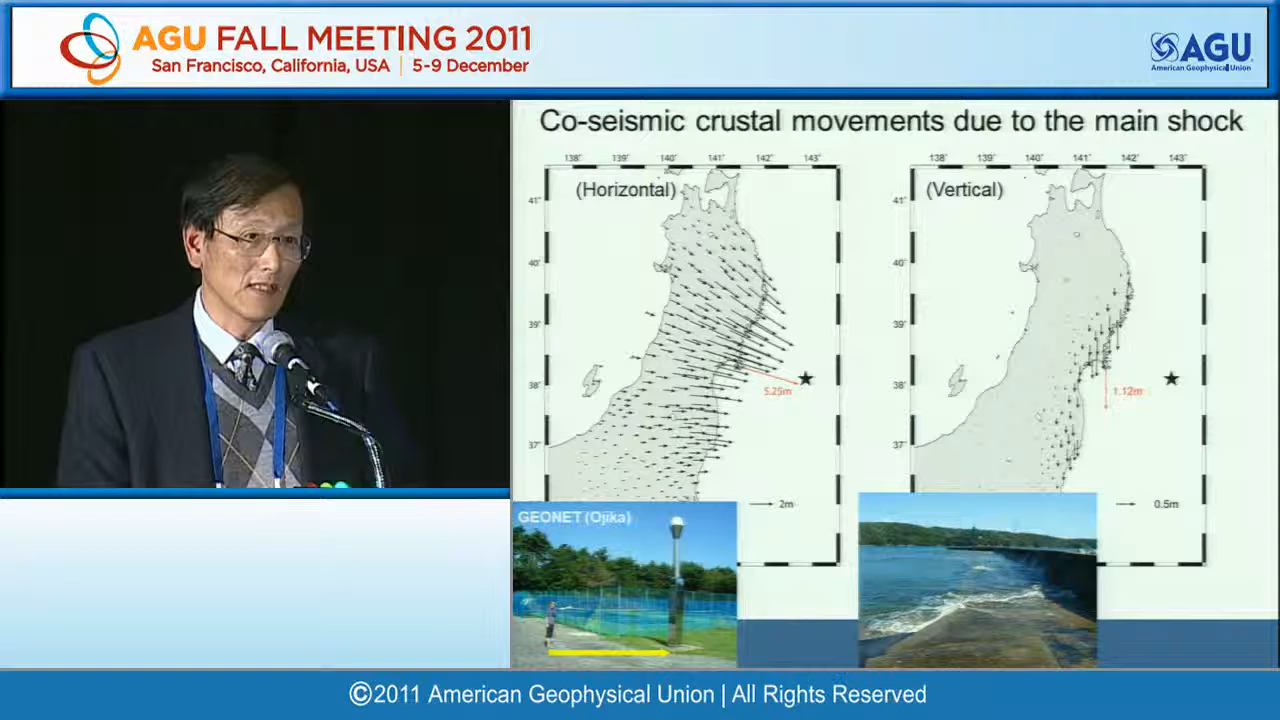 AGU FALL MEETING 2011
San Francisco, California, USA | 5-9 December
AGU
American Geophysical Union
Co-seismic crustal movements due to the main shock
138° 139° 140° 141° 142° 143°
(Horizontal)
41°
40°
39°
38°
37°
5.25m
2m
GEONET (Ojika)
138° 139° 140° 141° 142° 143°
(Vertical)
41°
40°
39°
38°
37°
1.12m
0.5m
©2011 American Geophysical Union | All Rights Reserved